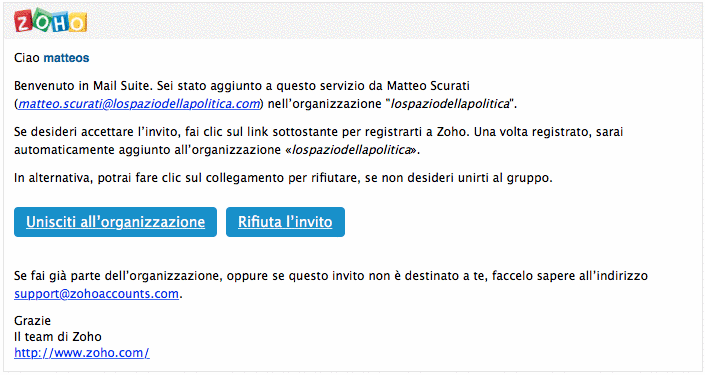 ZOHO
Ciao matteos
Benvenuto in Mail Suite. Sei stato aggiunto a questo servizio da Matteo Scurati
(matteo.scurati@lospaziodellapolitica.com) nell'organizzazione "lospaziodellapolitica".
Se desideri accettare l'invito, fai clic sul link sottostante per registrarti a Zoho. Una volta registrato, sarai
automaticamente aggiunto all'organizzazione «lospaziodellapolitica».
In alternativa, potrai fare clic sul collegamento per rifiutare, se non desideri unirti al gruppo.
Unisciti all'organizzazione Rifiuta l'invito
Se fai già parte dell'organizzazione, oppure se questo invito non è destinato a te, faccelo sapere all'indirizzo
support@zohoaccounts.com.
Grazie
Il team di Zoho
http://www.zoho.com/